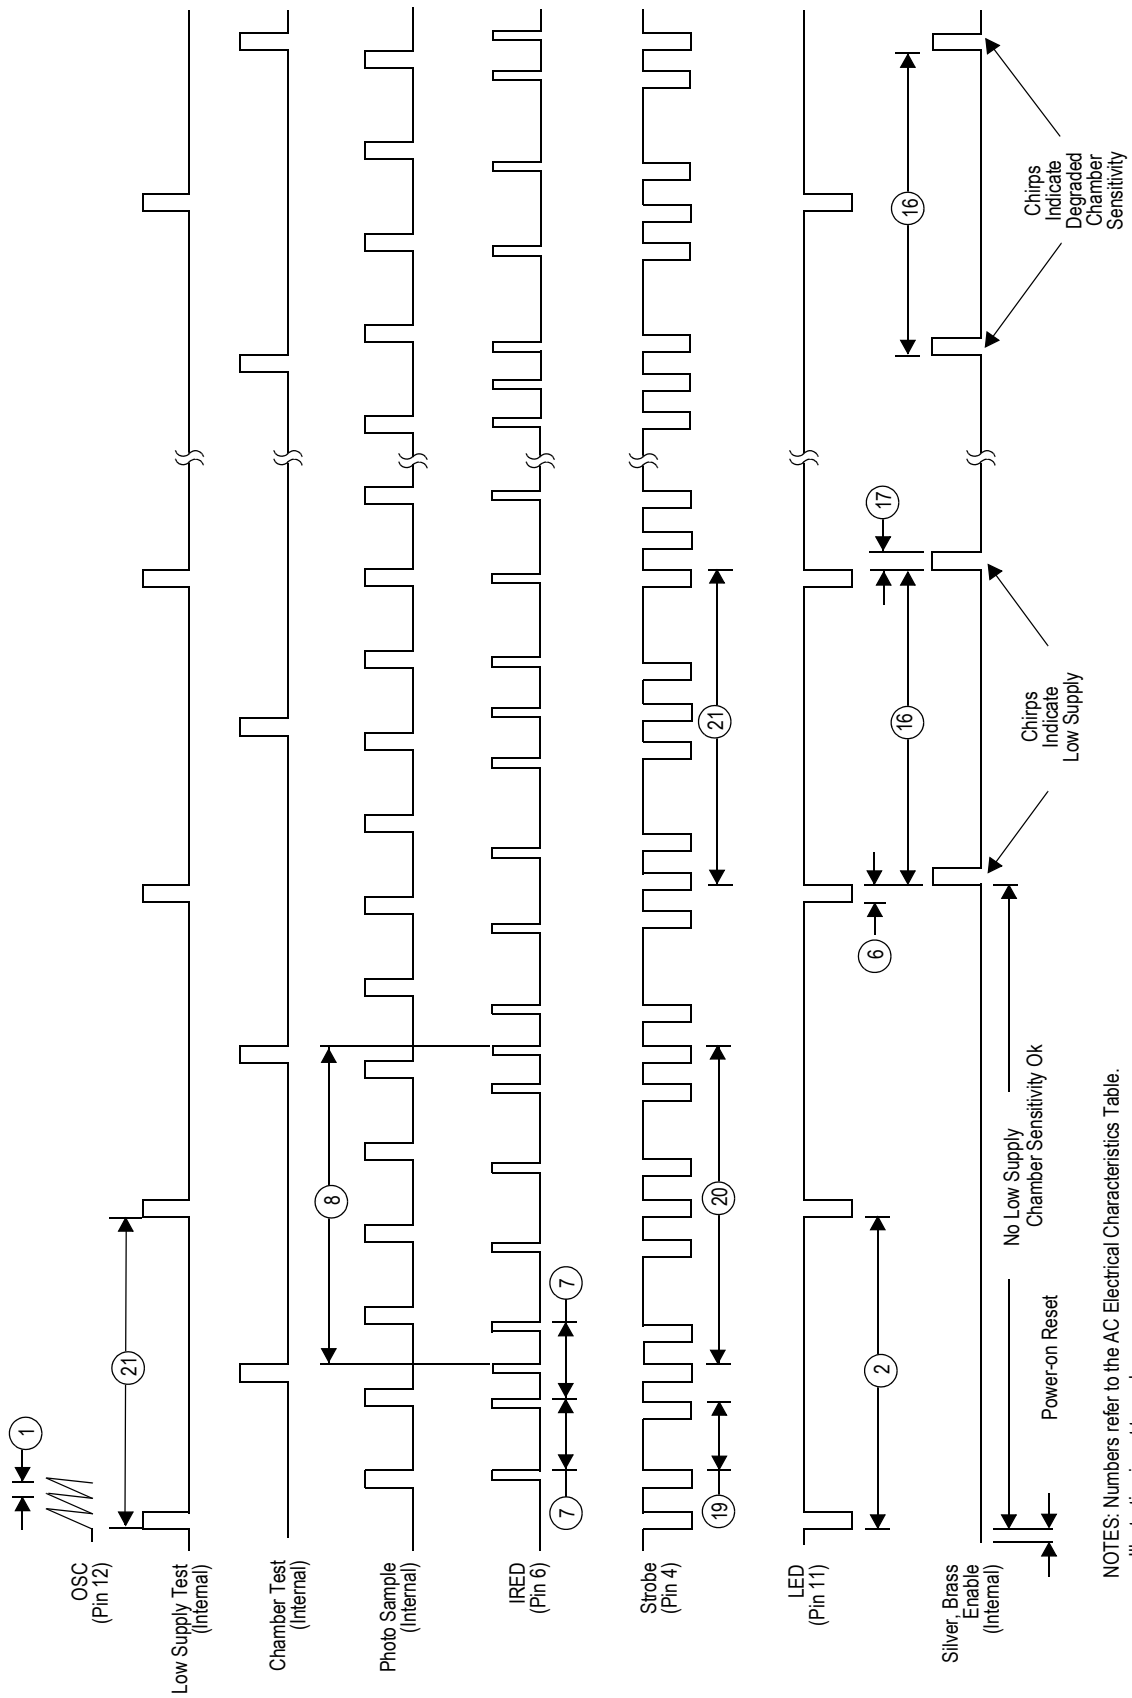 OSC
(Pin 12)
1
Low Supply Test
(Internal)
21
Chamber Test
(Internal)
8
Photo Sample
(Internal)
IRED
(Pin 6)
7
7
Strobe
(Pin 4)
19
20
21
LED
(Pin 11)
2
6
16
17
16
Silver, Brass
Enable
(Internal)
Power-on Reset
No Low Supply
Chamber Sensitivity Ok
Chirps
Indicate
Low Supply
Chirps
Indicate
Degraded
Chamber
Sensitivity
NOTES: Numbers refer to the AC Electrical Characteristics Table.